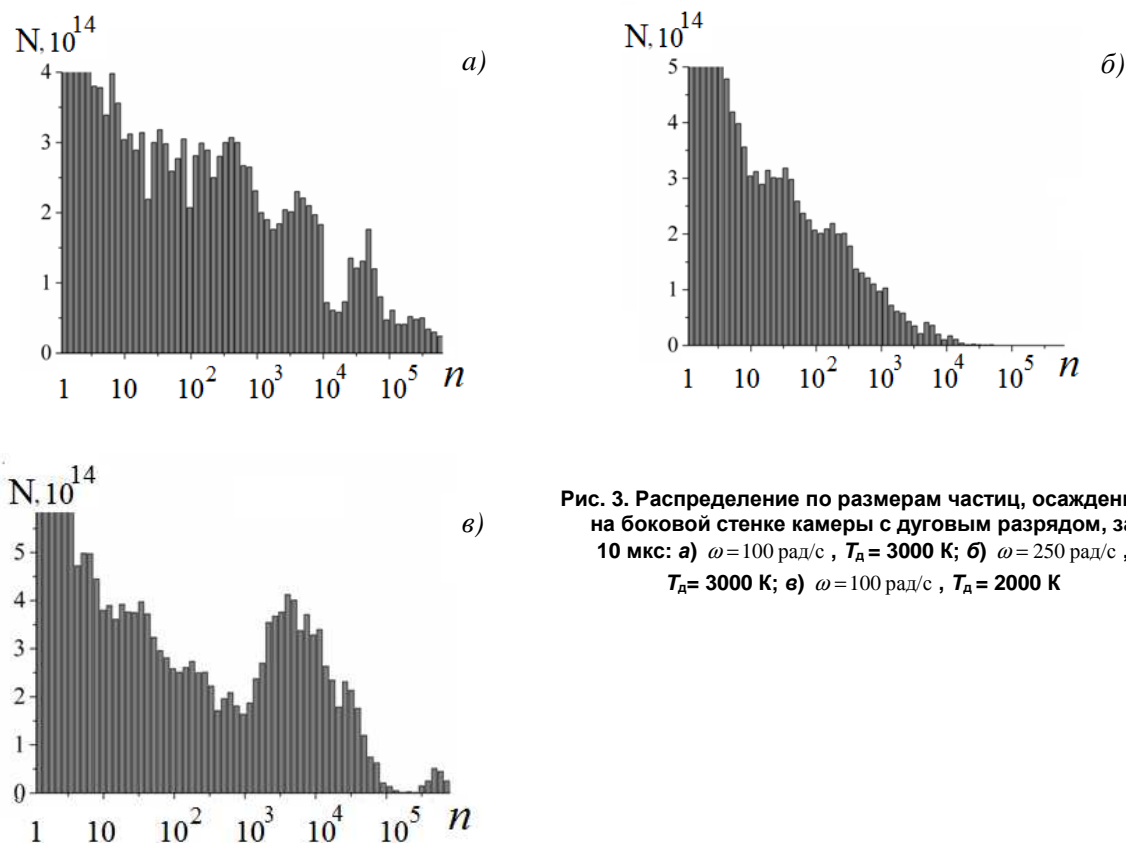 N, 10^14
а)
4
3
2
1
0
1 10 10^2 10^3 10^4 10^5 n
N, 10^14
б)
5
4
3
2
1
0
1 10 10^2 10^3 10^4 10^5 n
N, 10^14
в)
5
4
3
2
1
0
1 10 10^2 10^3 10^4 10^5 n
Рис. 3. Распределение по размерам частиц,
на боковой стенке камеры с дуговым разрядом, за
10 мкс: а) ω=100 рад/с , Tд = 3000 К; б) ω=250 рад/с ,
Tд= 3000 К; в) ω=100 рад/с , Tд = 2000 К